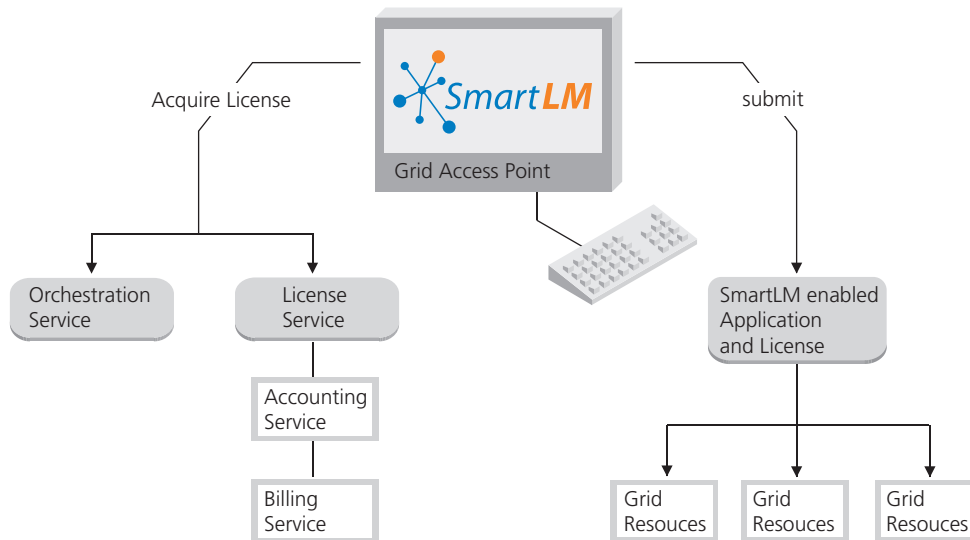 SmartLM
Acquire License
submit
Grid Access Point
Orchestration
Service
License
Service
SmartLM enabled
Application
and License
Accounting
Service
Billing
Service
Grid
Resouces
Grid
Resouces
Grid
Resouces